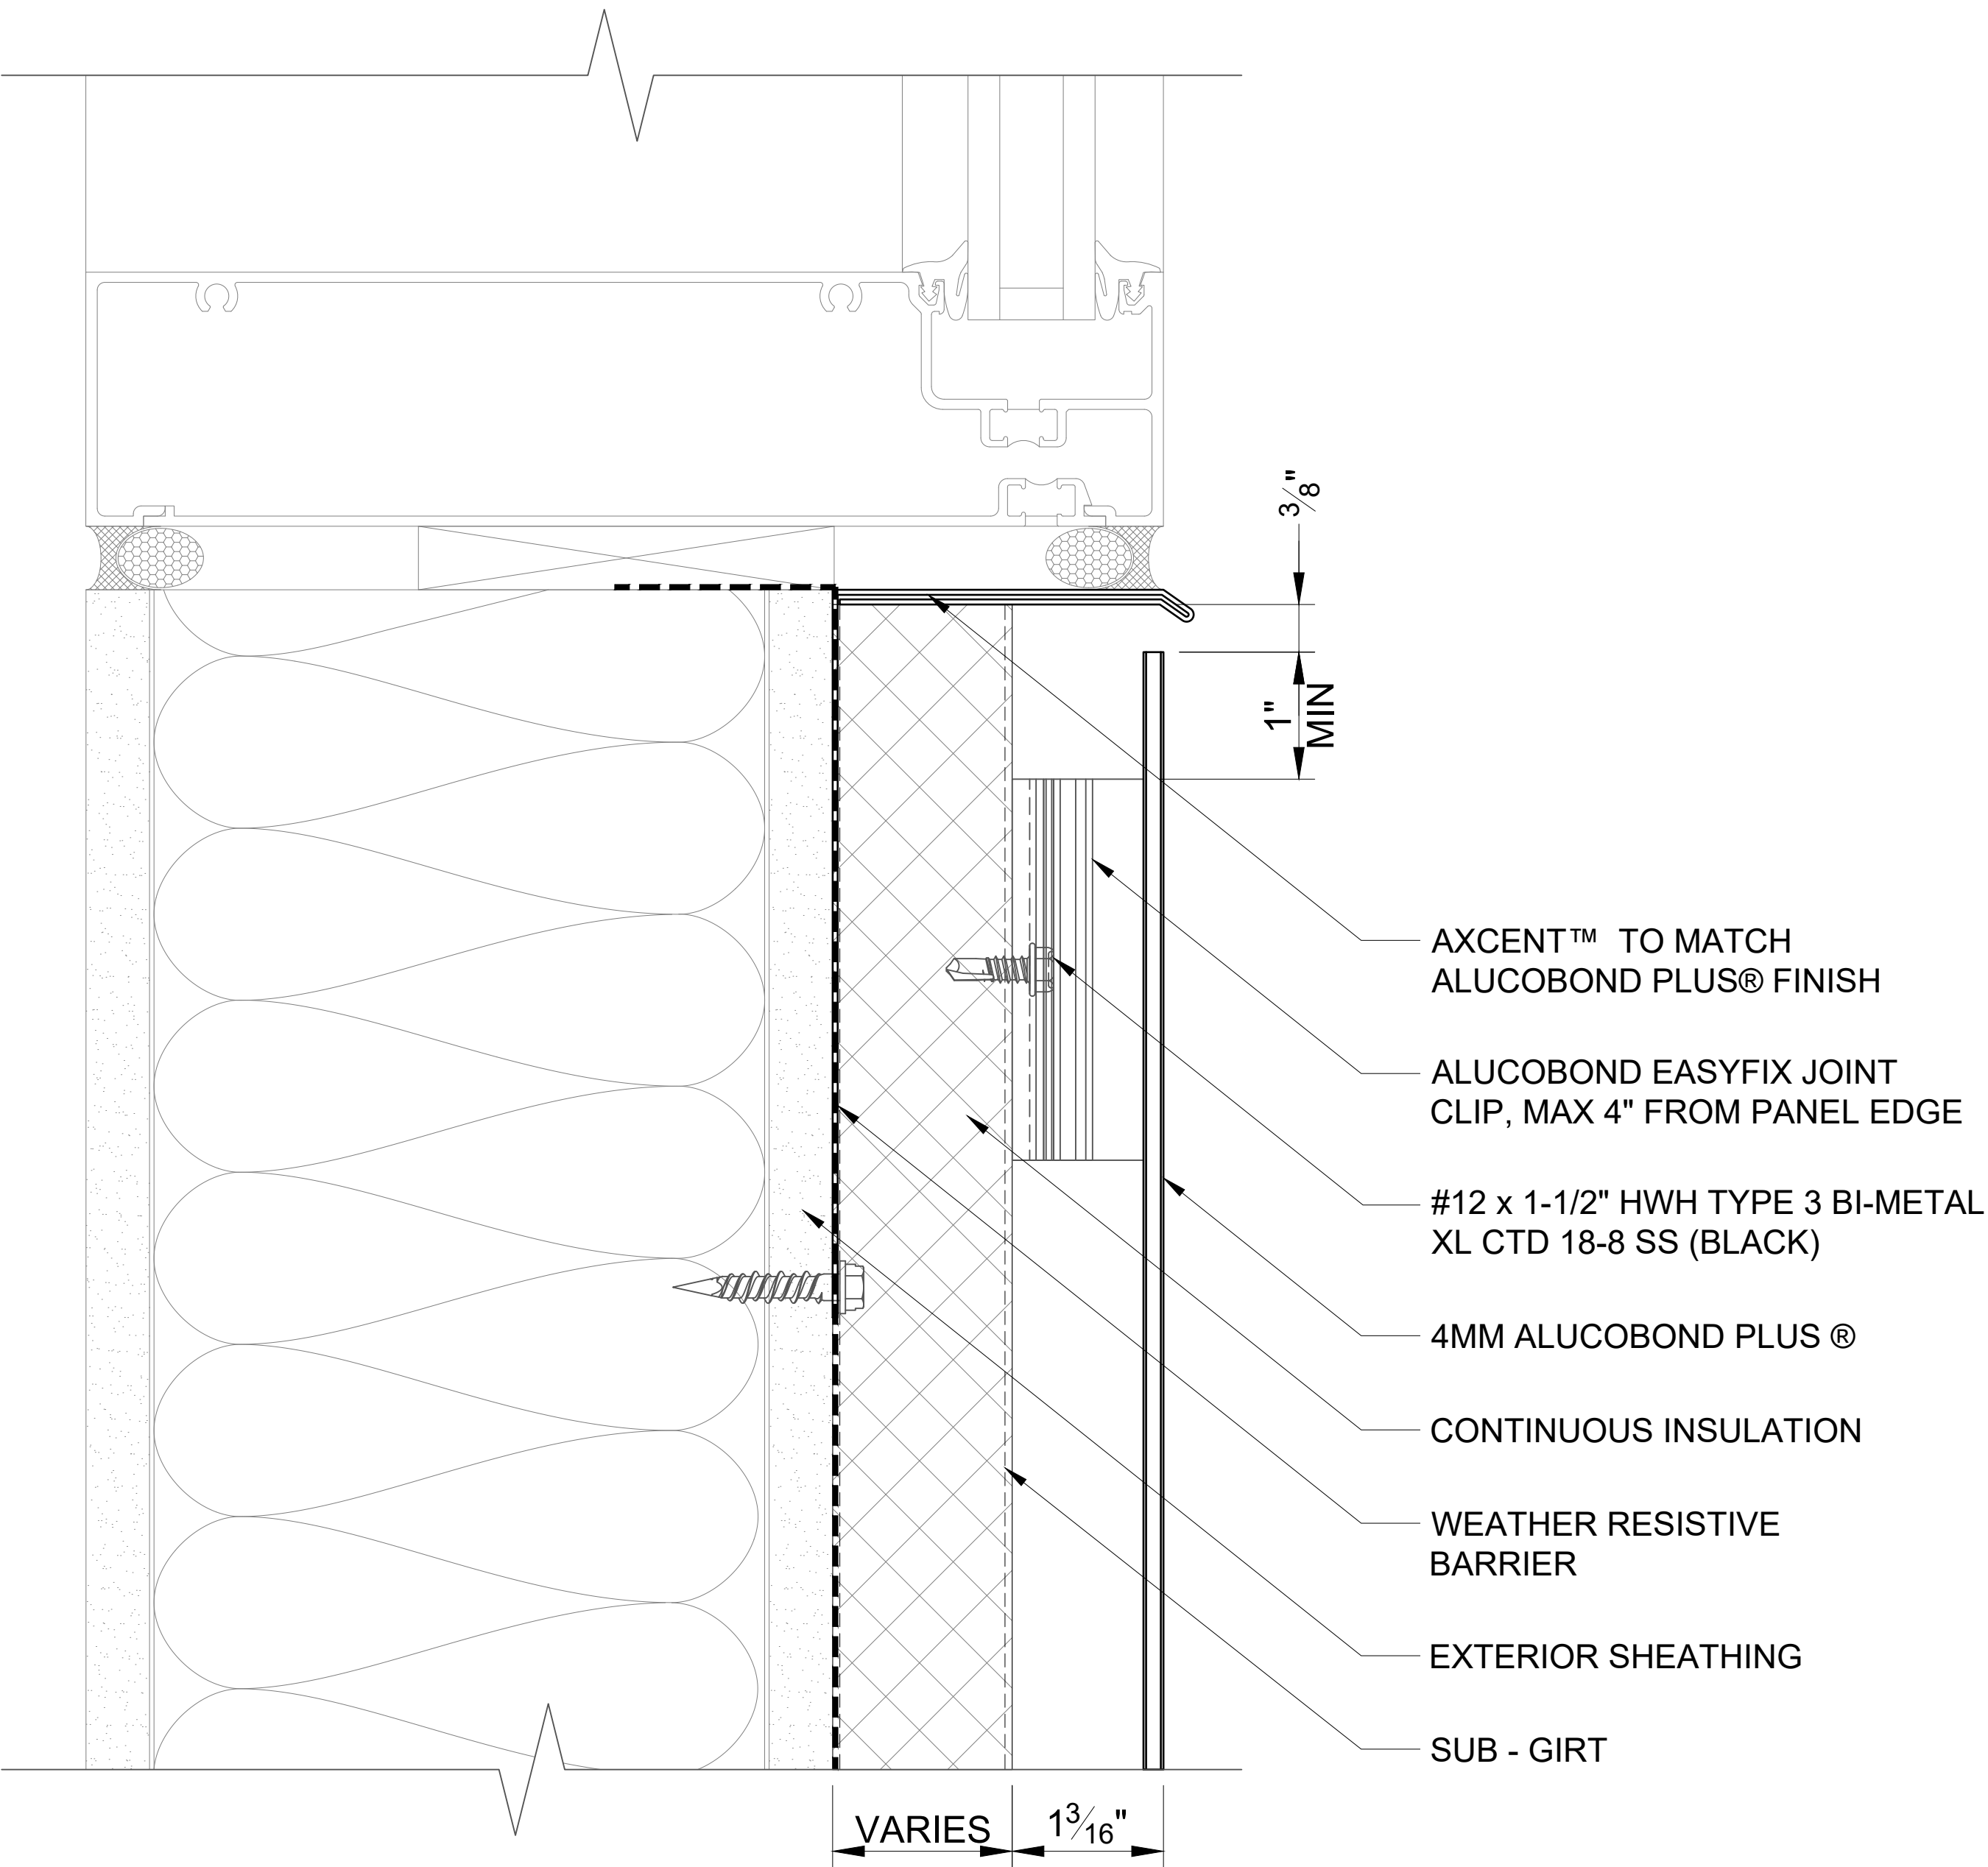 3/8"
1"
MIN
AXCENT™ TO MATCH
ALUCOBOND PLUS® FINISH
ALUCOBOND EASYFIX JOINT
CLIP, MAX 4" FROM PANEL EDGE
#12 x 1-1/2" HWH TYPE 3 BI-METAL
XL CTD 18-8 SS (BLACK)
4MM ALUCOBOND PLUS ®
CONTINUOUS INSULATION
WEATHER RESISTIVE
BARRIER
EXTERIOR SHEATHING
SUB - GIRT
VARIES
1 3/16"